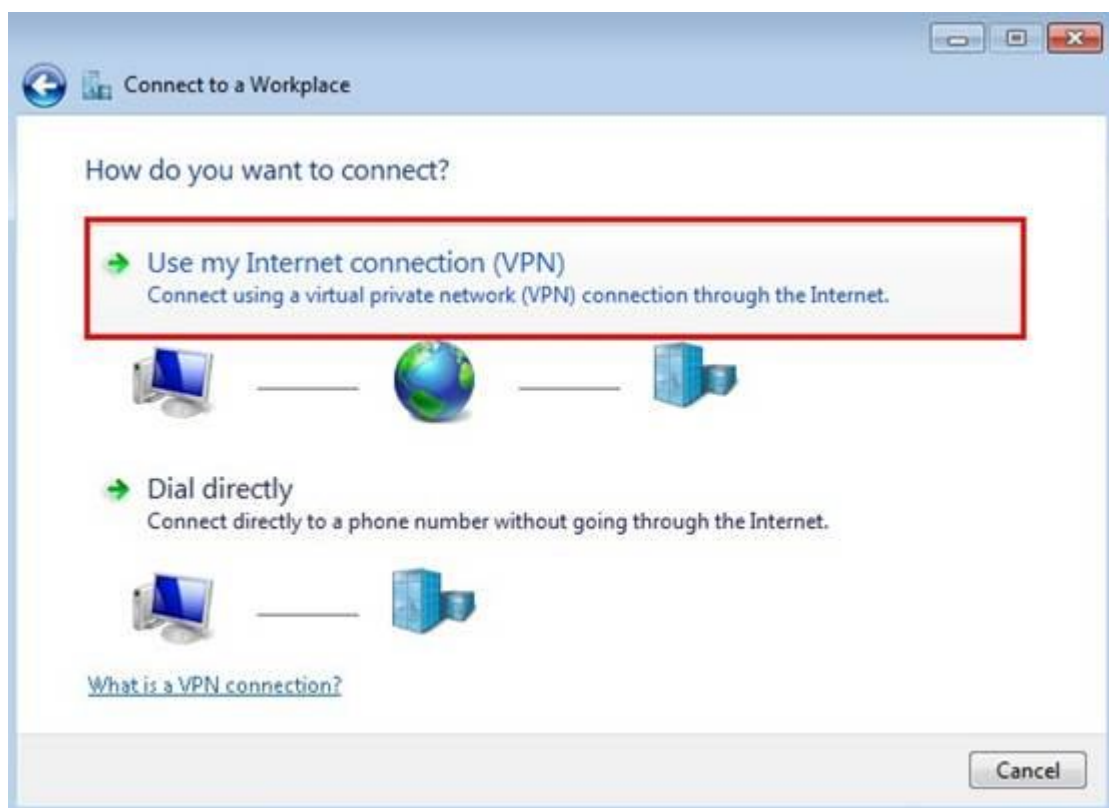 Connect to a Workplace
How do you want to connect?
Use my Internet connection (VPN)
Connect using a virtual private network (VPN) connection through the Internet.
Dial directly
Connect directly to a phone number without going through the Internet.
What is a VPN connection?
Cancel